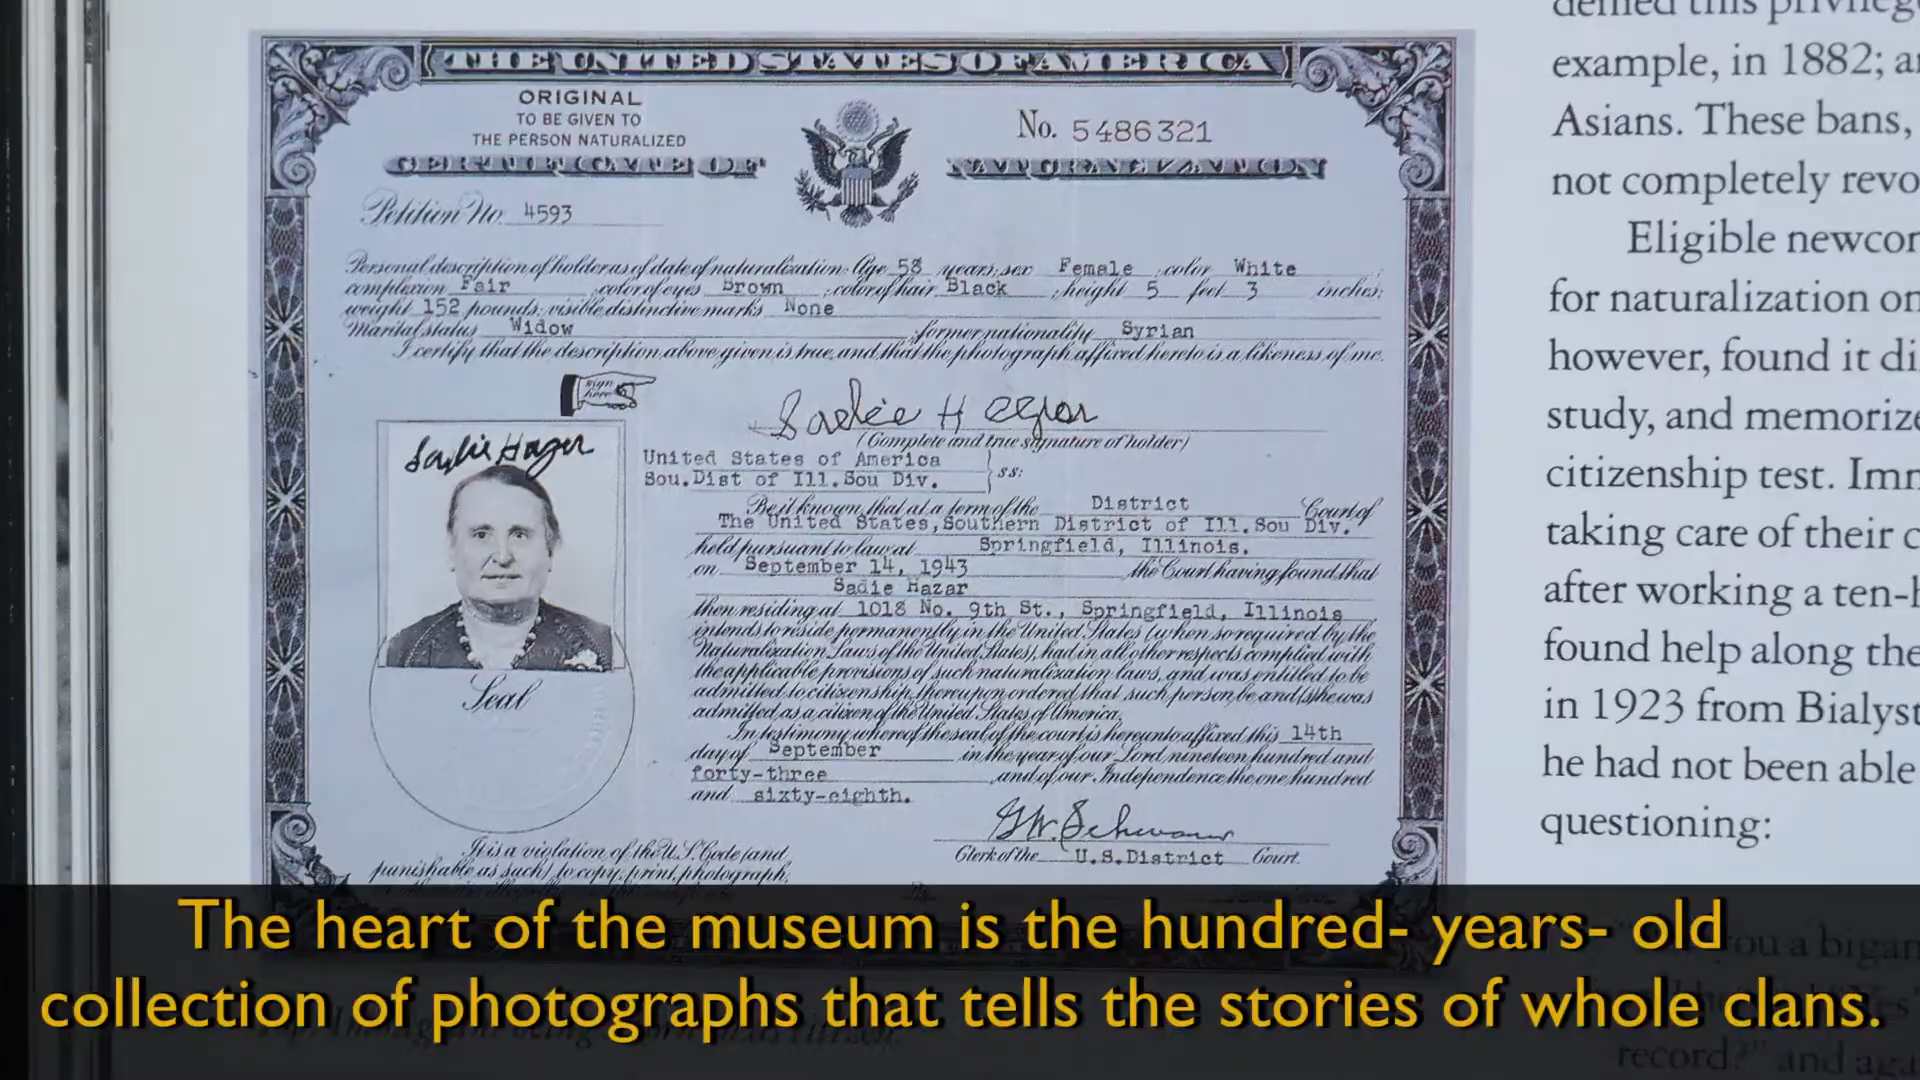 THE UNITED STATES OF AMERICA
ORIGINAL
TO BE GIVEN TO
THE PERSON NATURALIZED
No. 5486321
CERTIFICATE OF NATURALIZATION
Petition No. 4593
Personal description of holder as of date of naturalization: Age 58 years; sex Female ; color White ;
complexion Fair ; color of eyes Brown ; color of hair Black ; height 5 feet 3 inches;
weight 152 pounds; visible distinctive marks None
Marital status Widow ; former nationality Syrian
I certify that the description above given is true, and that the photograph affixed hereto is a likeness of me.
sign here
(Complete and true signature of holder)
Sadie Hazer
United States of America
Sou.Dist of Ill.Sou Div. } ss:
Be it known, that at a term of the District Court of
The United States,Southern District of Ill.Sou Div.
held pursuant to law at Springfield, Illinois.
on September 14, 1943 the Court having found that
Sadie Hazar
then residing at 1018 No. 9th St., Springfield, Illinois
intends to reside permanently in the United States (when so required by the
Naturalization Laws of the United States), had in all other respects complied with
the applicable provisions of such naturalization laws, and was entitled to be
admitted to citizenship, thereupon ordered that such person be and (s)he was
admitted as a citizen of the United States of America.
In testimony whereof the seal of the court is hereunto affixed this 14th
day of September in the year of our Lord nineteen hundred and
forty-three and of our Independence the one hundred
and sixty-eighth.
Seal
Clerk of the U.S.District Court.
It is a violation of the U.S. Code (and
punishable as such) to copy, print, photograph,
denied this privileg
example, in 1882; a
Asians. These bans,
not completely revo
Eligible newcor
for naturalization on
however, found it di
study, and memorize
citizenship test. Imn
taking care of their c
after working a ten-h
found help along the
in 1923 from Bialyst
he had not been able
questioning:
you a bigan
record?" and aga
The heart of the museum is the hundred- years- old
collection of photographs that tells the stories of whole clans.